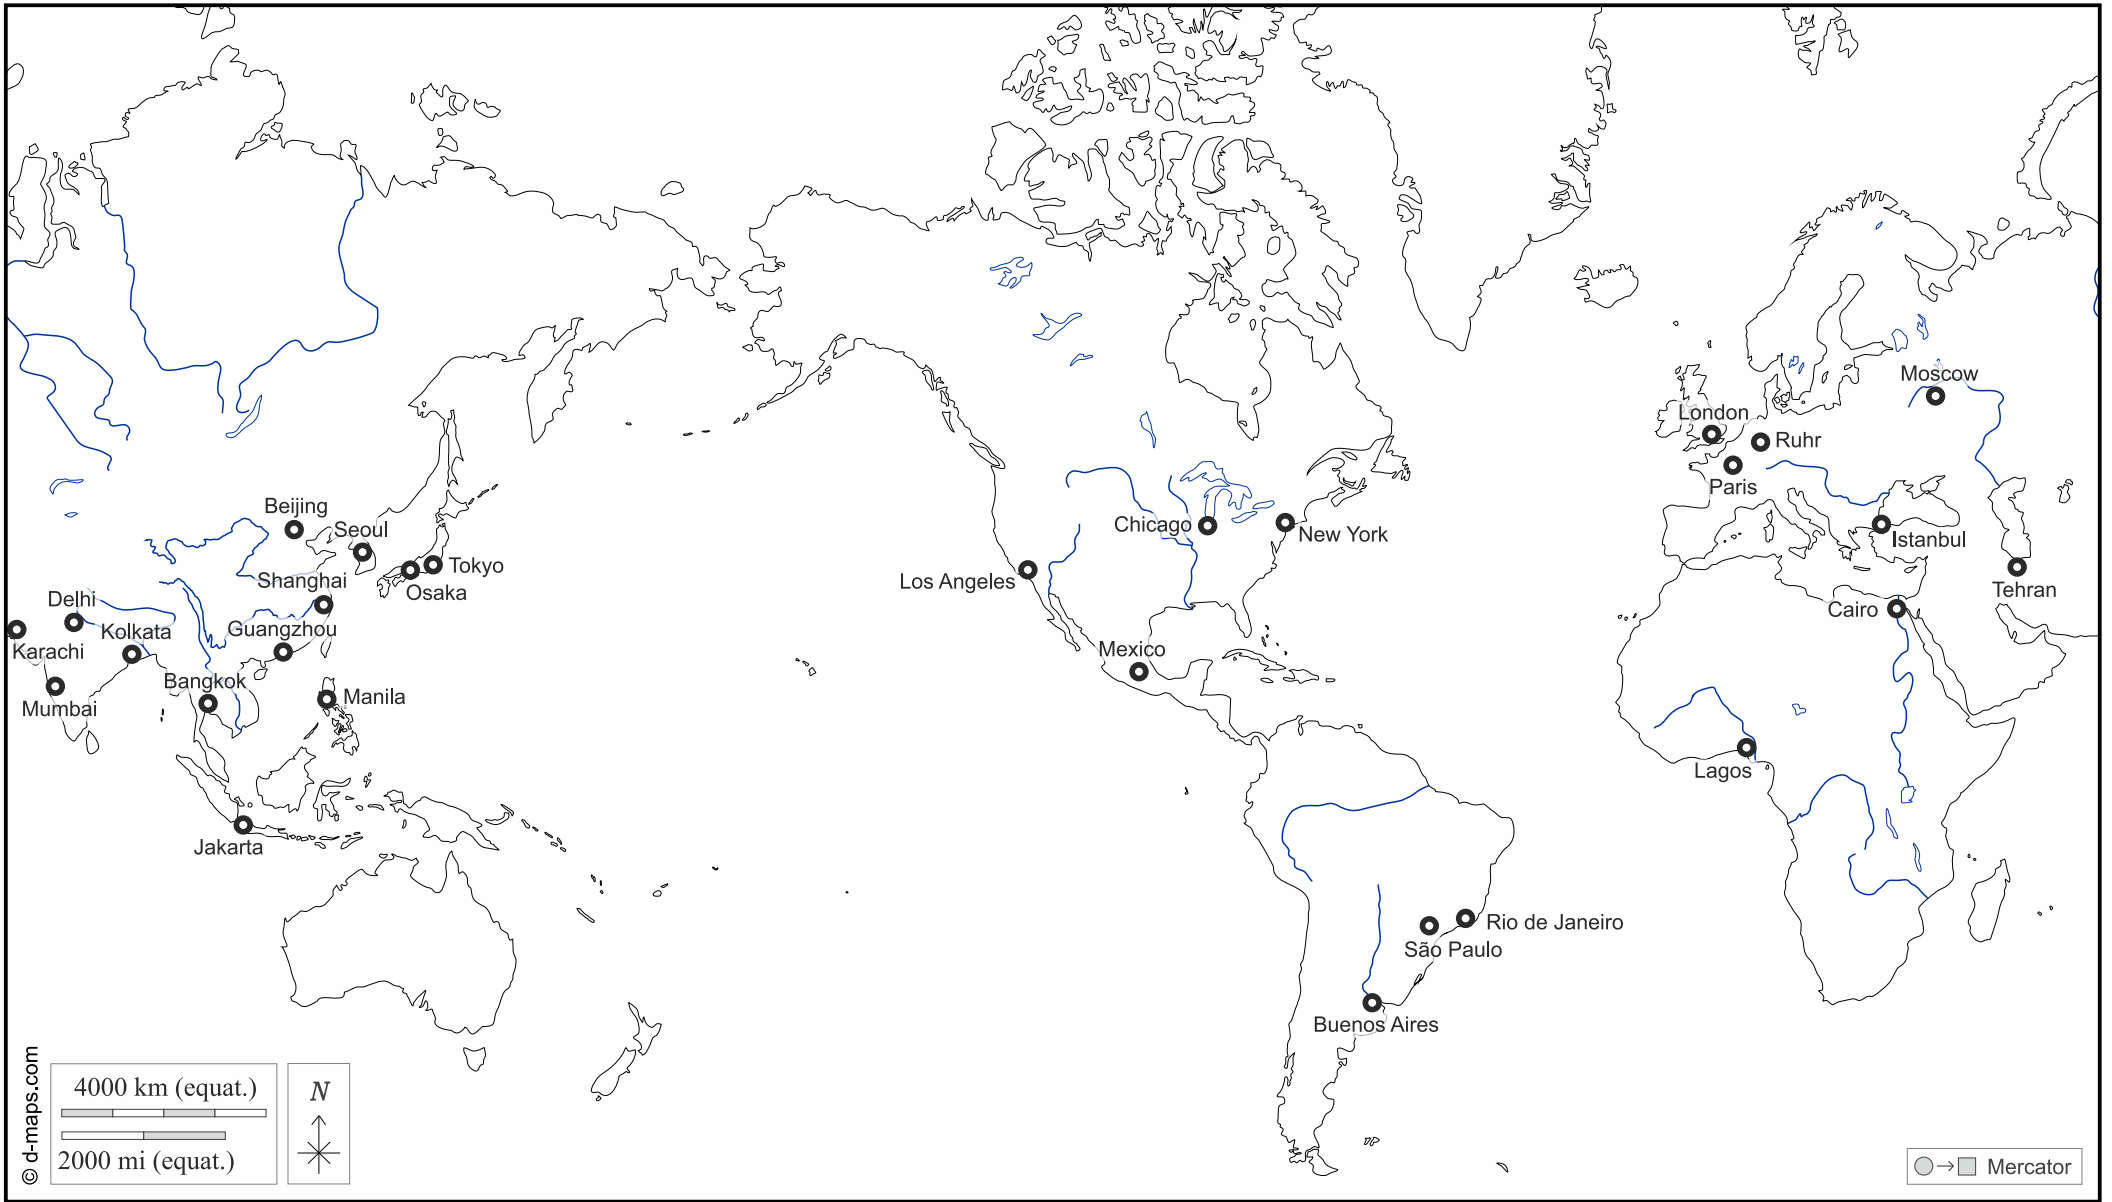 Moscow
London
Ruhr
Paris
Beijing
Seoul
Chicago
New York
Istanbul
Tokyo
Shanghai
Los Angeles
Osaka
Tehran
Delhi
Cairo
Kolkata
Guangzhou
Karachi
Mexico
Bangkok
Manila
Mumbai
Lagos
Jakarta
Rio de Janeiro
São Paulo
Buenos Aires
© d-maps.com
4000 km (equat.)
2000 mi (equat.)
N
Mercator